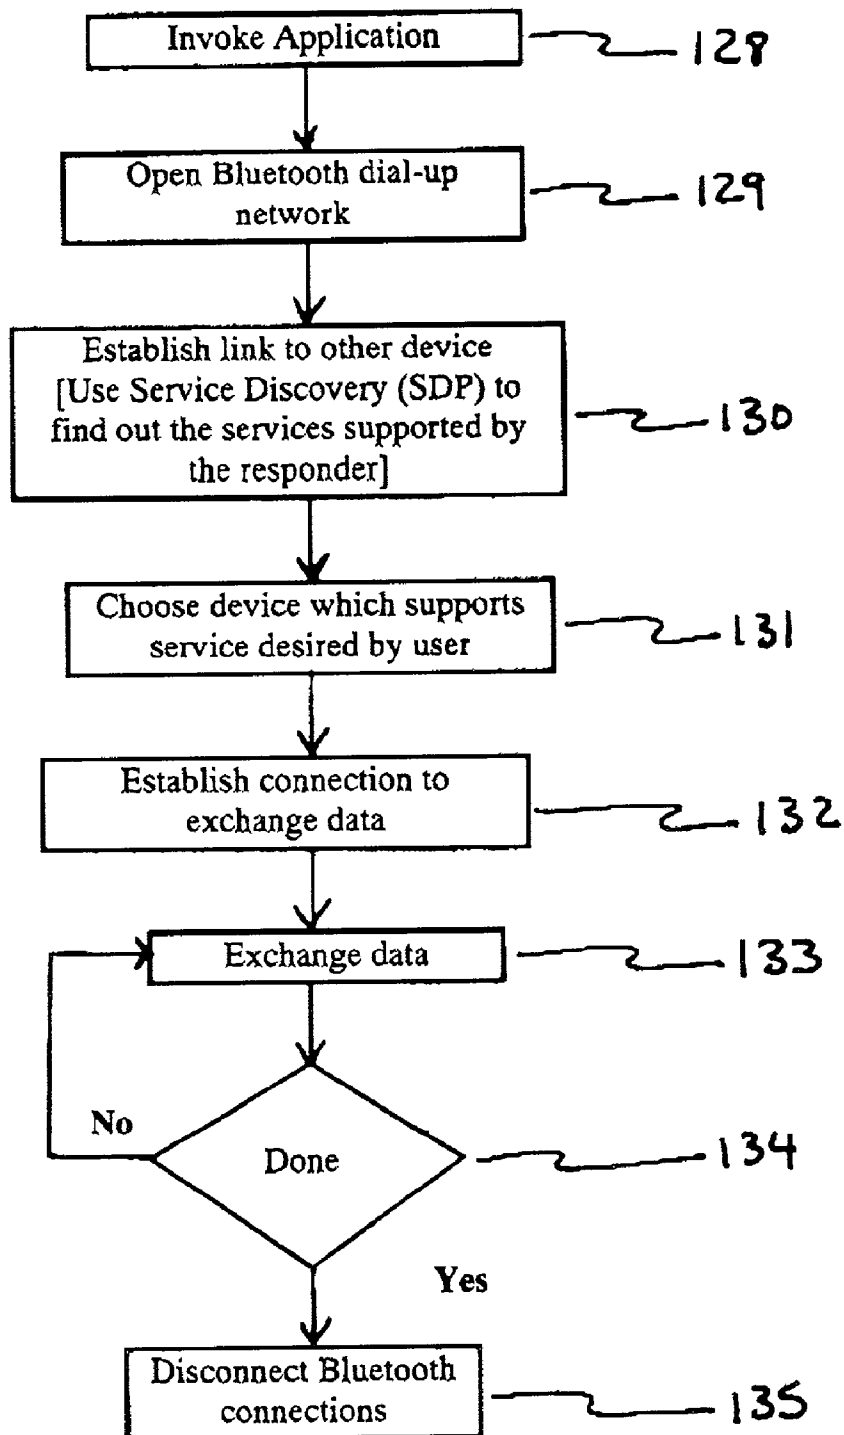 Invoke Application
128
Open Bluetooth dial-up
network
129
Establish link to other device
[Use Service Discovery (SDP) to
find out the services supported by
the responder]
130
Choose device which supports
service desired by user
131
Establish connection to
exchange data
132
Exchange data
133
No
Done
134
Yes
Disconnect Bluetooth
connections
135